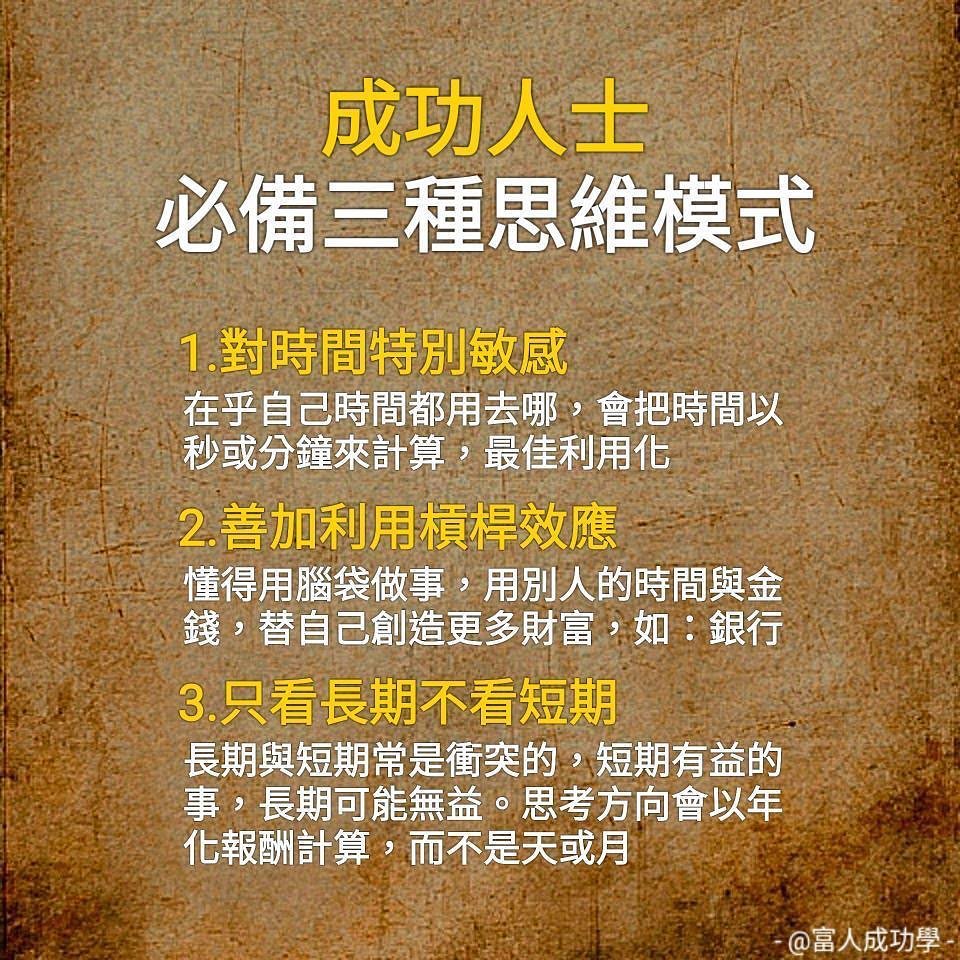 成功人士
必備三種思維模式
1.對時間特別敏感
在乎自己時間都用去哪，會把時間以
秒或分鐘來計算，最佳利用化
2.善加利用槓桿效應
懂得用腦袋做事，用別人的時間與金
錢，替自己創造更多財富，如：銀行
3.只看長期不看短期
長期與短期常是衝突的，短期有益的
事，長期可能無益。思考方向會以年
化報酬計算，而不是天或月
- @富人成功學 -